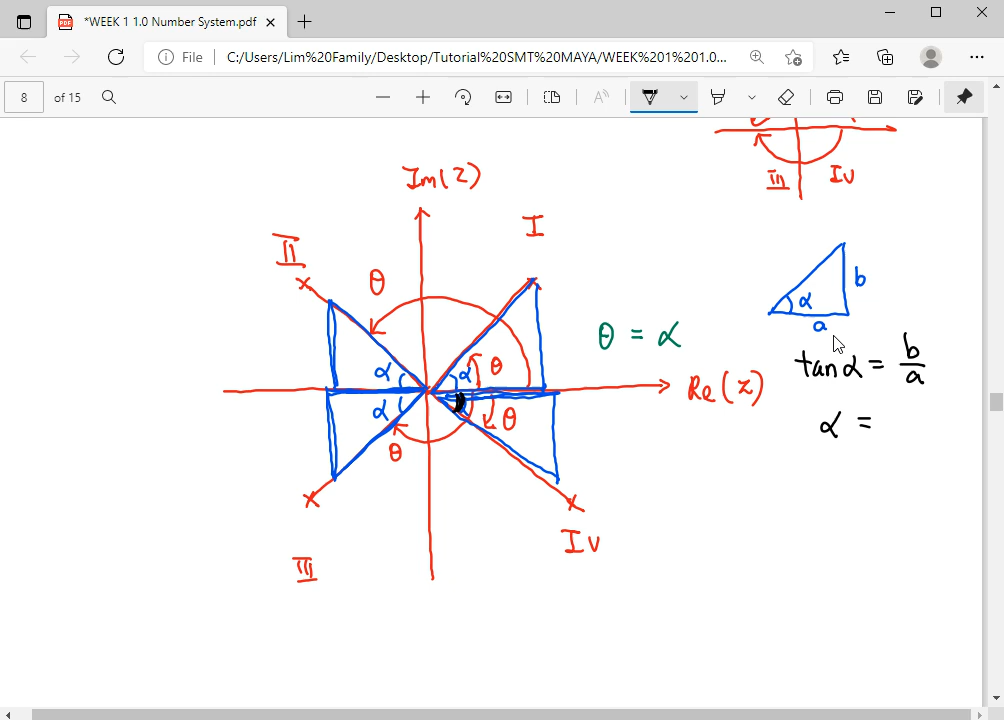 *WEEK 1 1.0 Number System.pdf
File
C:/Users/Lim%20Family/Desktop/Tutorial%20SMT%20MAYA/WEEK%201%201.0...
8
of 15
III
IV
Im(z)
II
I
θ
b
α
a
θ = α
θ
α
α
Re(z)
tan α = b/a
α
θ
θ
α =
III
IV